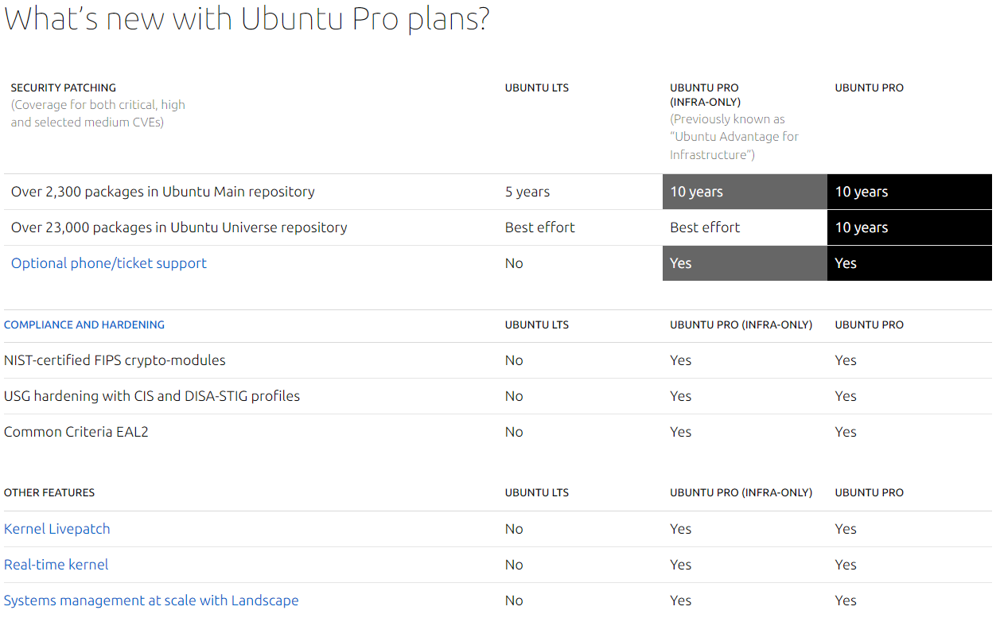 What’s new with Ubuntu Pro plans?
SECURITY PATCHING UBUNTU LTS UBUNTU PRO UBUNTU PRO
(Coverage for both critical, high (INFRA-ONLY)
and selected medium CVEs) (Previously known as
“Ubuntu Advantage for
Infrastructure”)
Over 2,300 packages in Ubuntu Main repository 5 years 10 years 10 years
Over 23,000 packages in Ubuntu Universe repository Best effort Best effort 10 years
Optional phone/ticket support No Yes Yes
COMPLIANCE AND HARDENING UBUNTU LTS UBUNTU PRO (INFRA-ONLY) UBUNTU PRO
NIST-certified FIPS crypto-modules No Yes Yes
USG hardening with CIS and DISA-STIG profiles No Yes Yes
Common Criteria EAL2 No Yes Yes
OTHER FEATURES UBUNTU LTS UBUNTU PRO (INFRA-ONLY) UBUNTU PRO
Kernel Livepatch No Yes Yes
Real-time kernel No Yes Yes
Systems management at scale with Landscape No Yes Yes